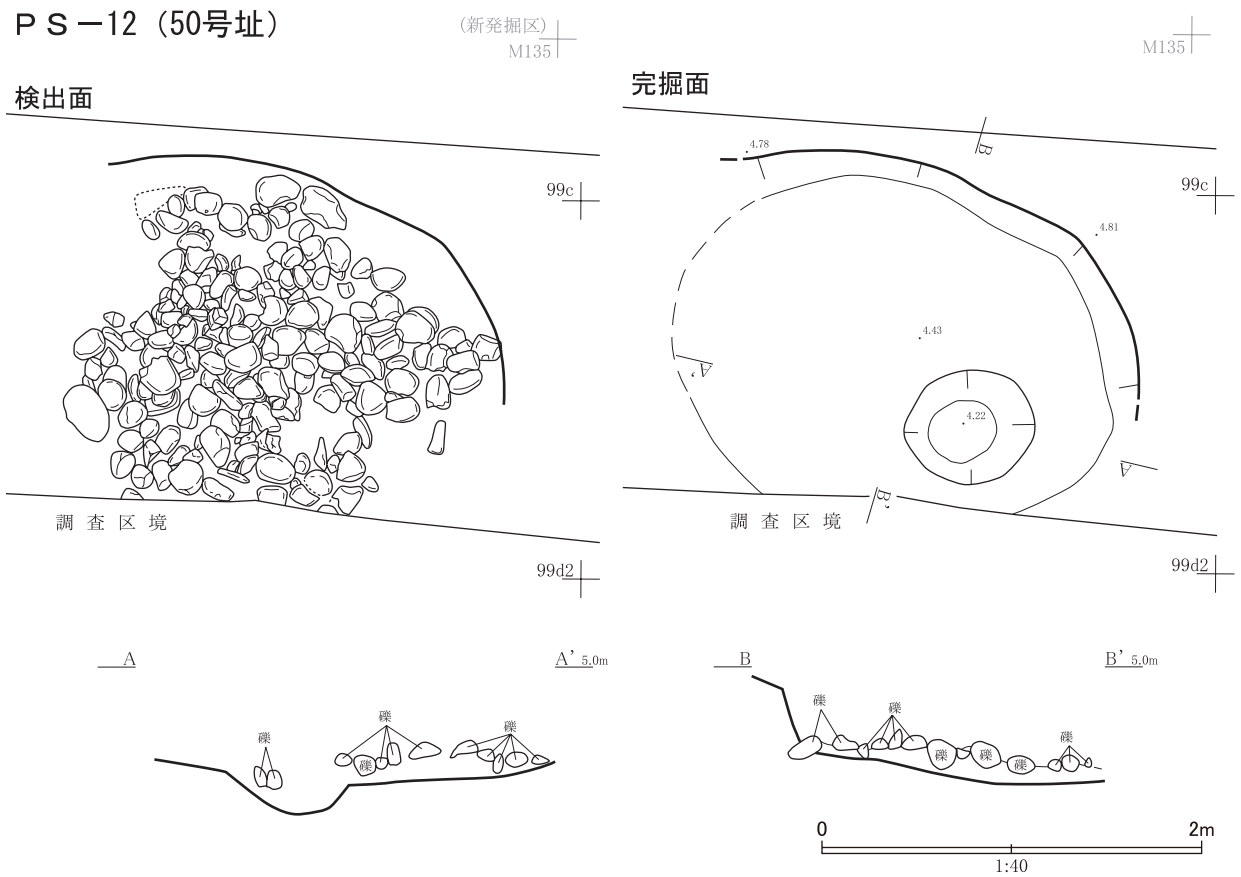 ＰＳ－12（50号址）
(新発掘区)
M135
M135
検出面
完掘面
B
4.78
99c
99c
4.81
4.43
A'
4.22
A
B'
調査区境
調査区境
99d2
99d2
A
A' 5.0m
B
B' 5.0m
礫
礫
礫
礫
礫
礫
礫
礫
礫
礫
0
2m
1:40